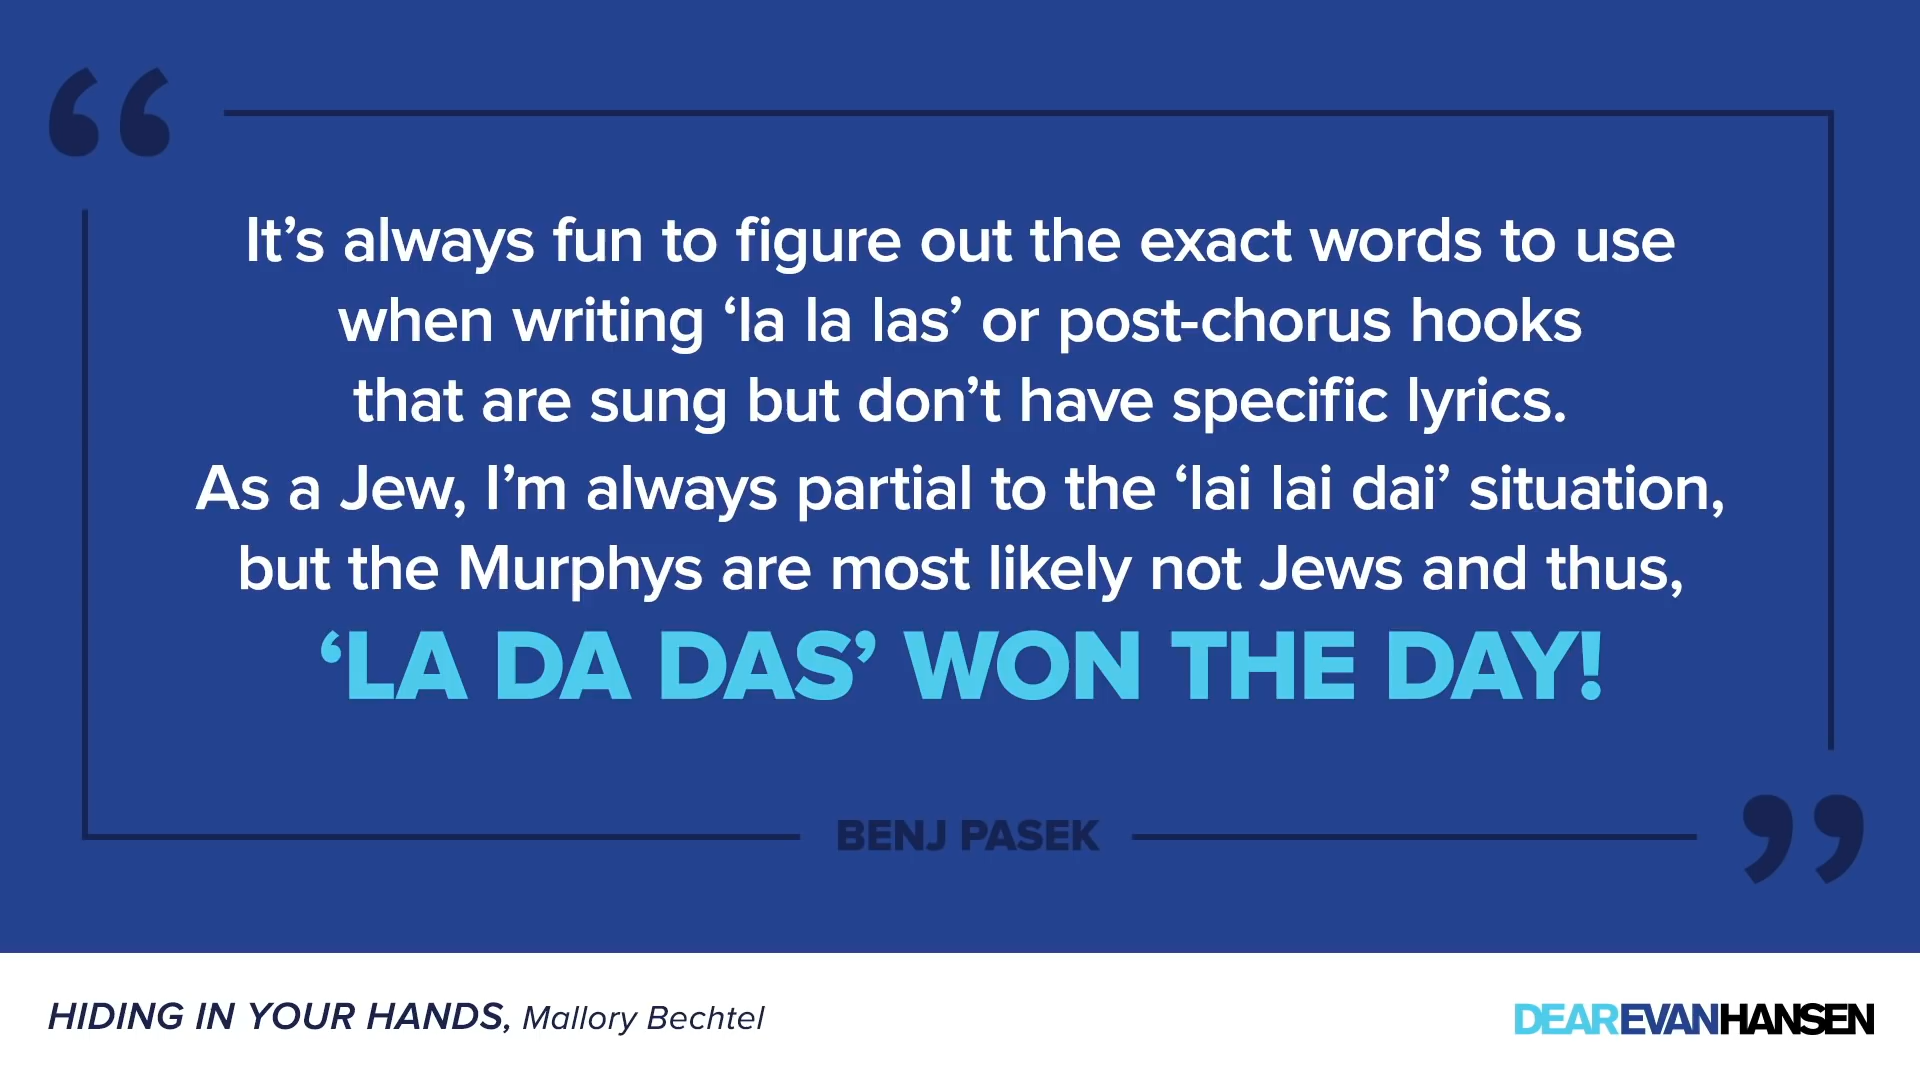 “
It’s always fun to figure out the exact words to use
when writing ‘la la las’ or post-chorus hooks
that are sung but don’t have specific lyrics.
As a Jew, I’m always partial to the ‘lai lai dai’ situation,
but the Murphys are most likely not Jews and thus,
‘LA DA DAS’ WON THE DAY!
BENJ PASEK
”
HIDING IN YOUR HANDS, Mallory Bechtel
DEAREVANHANSEN